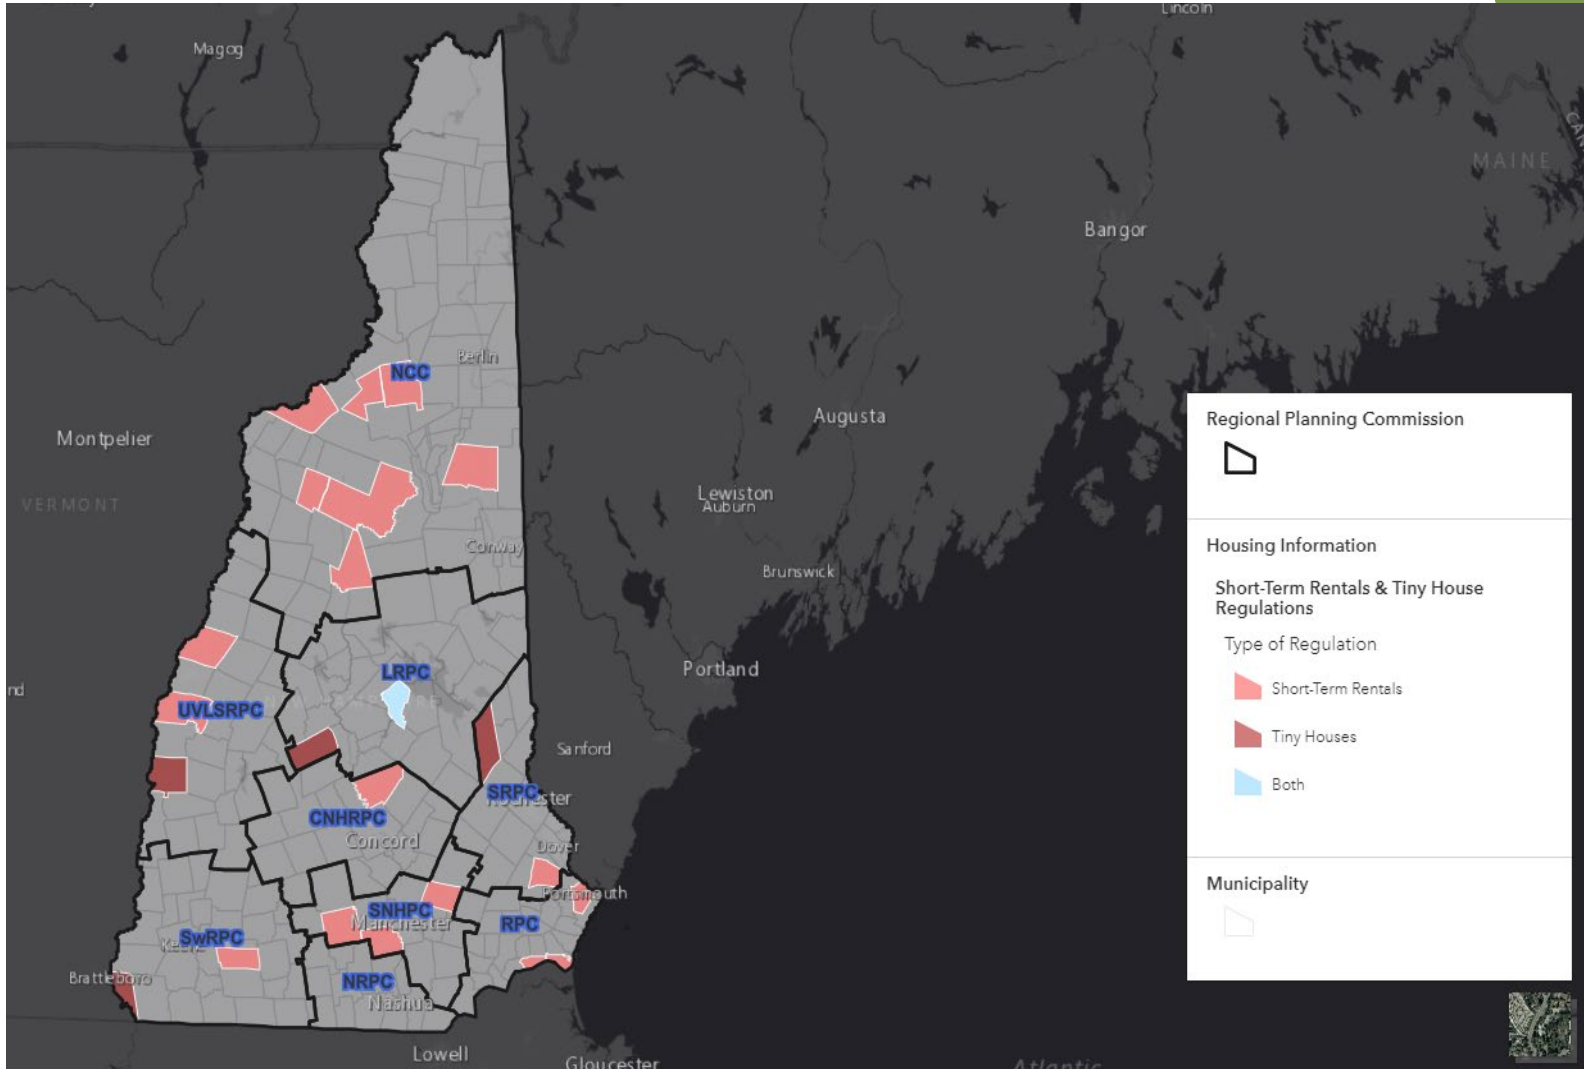 Lincoln
Magog
MAINE
Bangor
Berlin
NCC
Montpelier
Augusta
VERMONT
Lewiston
Auburn
Conway
Brunswick
LRPC
Portland
UVLSRPC
Sanford
SRPC
CNHRPC
Concord
Dover
Portsmouth
SNHPC
Manchester
RPC
SwRPC
Brattleboro
NRPC
Nashua
Lowell
Gloucester
Atlantic
Regional Planning Commission
Housing Information
Short-Term Rentals & Tiny House
Regulations
Type of Regulation
Short-Term Rentals
Tiny Houses
Both
Municipality